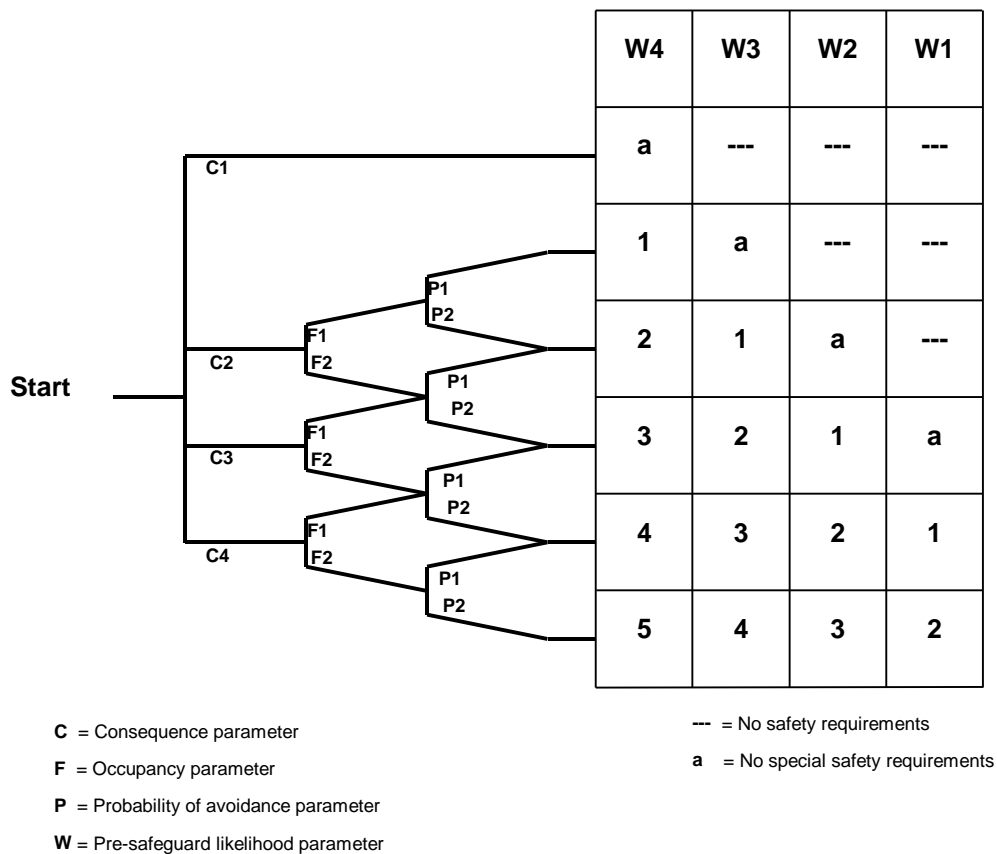 W4 W3 W2 W1
a --- --- ---
C1
1 a --- ---
P1
P2
F1
2 1 a ---
C2
F2
Start
P1
P2
F1
3 2 1 a
C3
F2
P1
P2
F1
4 3 2 1
C4
F2
P1
P2
5 4 3 2
C = Consequence parameter
F = Occupancy parameter
P = Probability of avoidance parameter
W = Pre-safeguard likelihood parameter
--- = No safety requirements
a = No special safety requirements